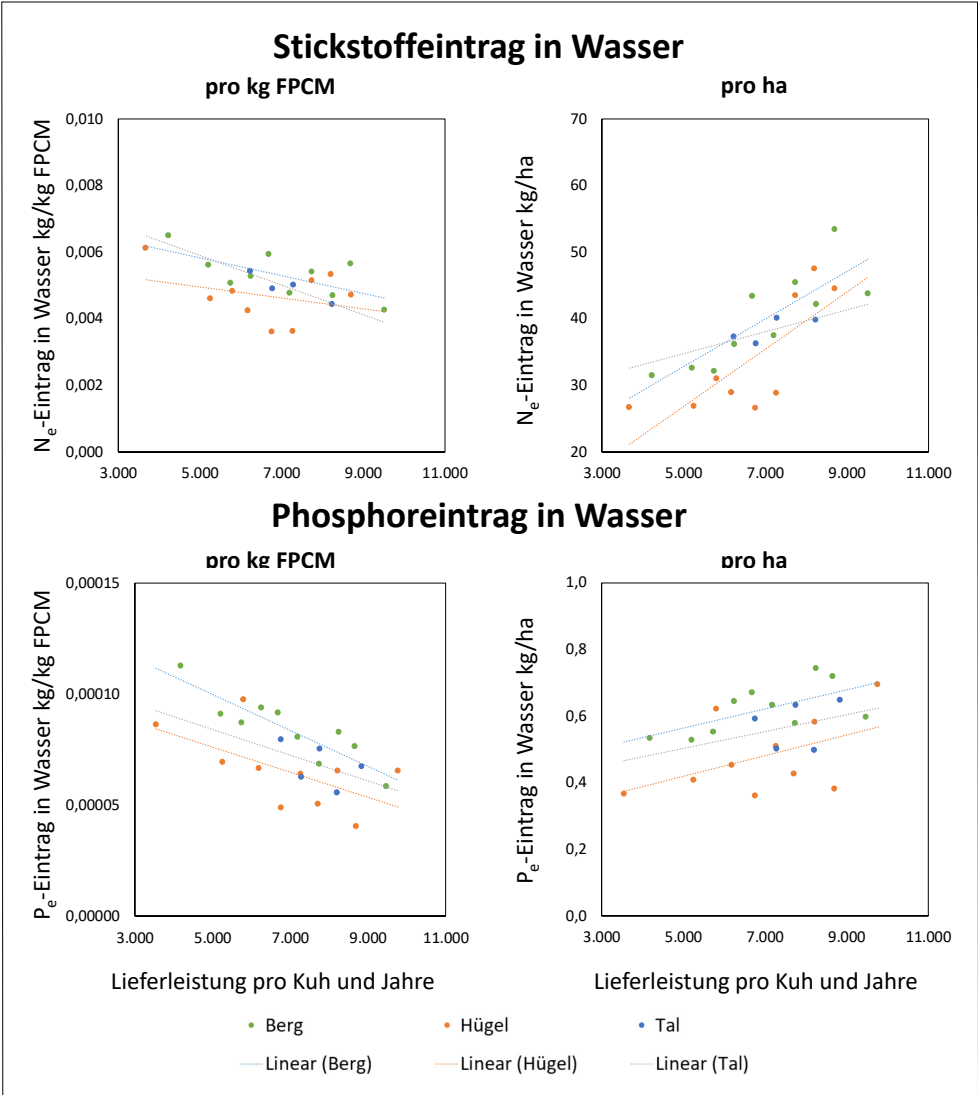 Stickstoffeintrag in Wasser
pro kg FPCM
pro ha
Ne-Eintrag in Wasser kg/kg FPCM
0,010
0,008
0,006
0,004
0,002
0,000
3.000 5.000 7.000 9.000 11.000
Ne-Eintrag in Wasser kg/ha
70
60
50
40
30
20
3.000 5.000 7.000 9.000 11.000
Phosphoreintrag in Wasser
pro kg FPCM
pro ha
Pe-Eintrag in Wasser kg/kg FPCM
0,00015
0,00010
0,00005
0,00000
3.000 5.000 7.000 9.000 11.000
Pe-Eintrag in Wasser kg/ha
1,0
0,8
0,6
0,4
0,2
0,0
3.000 5.000 7.000 9.000 11.000
Lieferleistung pro Kuh und Jahre
Lieferleistung pro Kuh und Jahre
Berg Hügel Tal
Linear (Berg) Linear (Hügel) Linear (Tal)